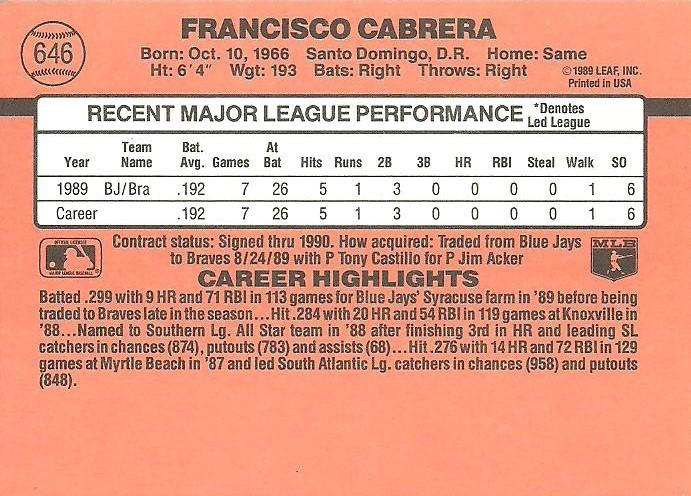 646
FRANCISCO CABRERA
Born: Oct. 10, 1966 Santo Domingo, D.R. Home: Same
Ht: 6'4" Wgt: 193 Bats: Right Throws: Right
©1989 LEAF, INC.
Printed in USA
RECENT MAJOR LEAGUE PERFORMANCE *Denotes Led League
Year Team Name Bat. Avg. Games At Bat Hits Runs 2B 3B HR RBI Steal Walk SO
1989 BJ/Bra .192 7 26 5 1 3 0 0 0 0 1 6
Career .192 7 26 5 1 3 0 0 0 0 1 6
OFFICIAL LICENSEE
MAJOR LEAGUE BASEBALL
Contract status: Signed thru 1990. How acquired: Traded from Blue Jays
to Braves 8/24/89 with P Tony Castillo for P Jim Acker
MLB
CAREER HIGHLIGHTS
Batted .299 with 9 HR and 71 RBI in 113 games for Blue Jays' Syracuse farm in '89 before being
traded to Braves late in the season...Hit .284 with 20 HR and 54 RBI in 119 games at Knoxville in
'88...Named to Southern Lg. All Star team in '88 after finishing 3rd in HR and leading SL
catchers in chances (874), putouts (783) and assists (68)...Hit .276 with 14 HR and 72 RBI in 129
games at Myrtle Beach in '87 and led South Atlantic Lg. catchers in chances (958) and putouts
(848).